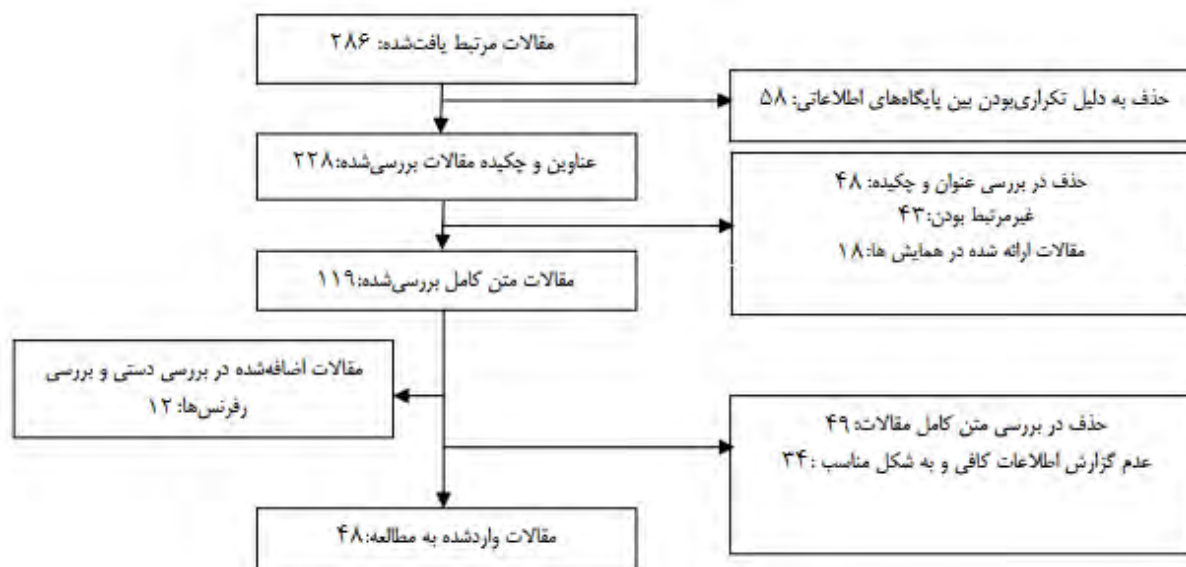 مقالات مرتبط یافت‌شده: ۲۸۶
حذف به دلیل تکراری‌بودن بین پایگاه‌های اطلاعاتی: ۵۸
عناوین و چکیده مقالات بررسی‌شده:۲۲۸
حذف در بررسی عنوان و چکیده: ۴۸
غیرمرتبط بودن:۴۳
مقالات ارائه شده در همایش ها:۱۸
مقالات متن کامل بررسی‌شده:۱۱۹
مقالات اضافه‌شده در بررسی دستی و بررسی
رفرنس‌ها: ۱۲
حذف در بررسی متن کامل مقالات: ۴۹
عدم گزارش اطلاعات کافی و به شکل مناسب :۳۴
مقالات واردشده به مطالعه:۴۸